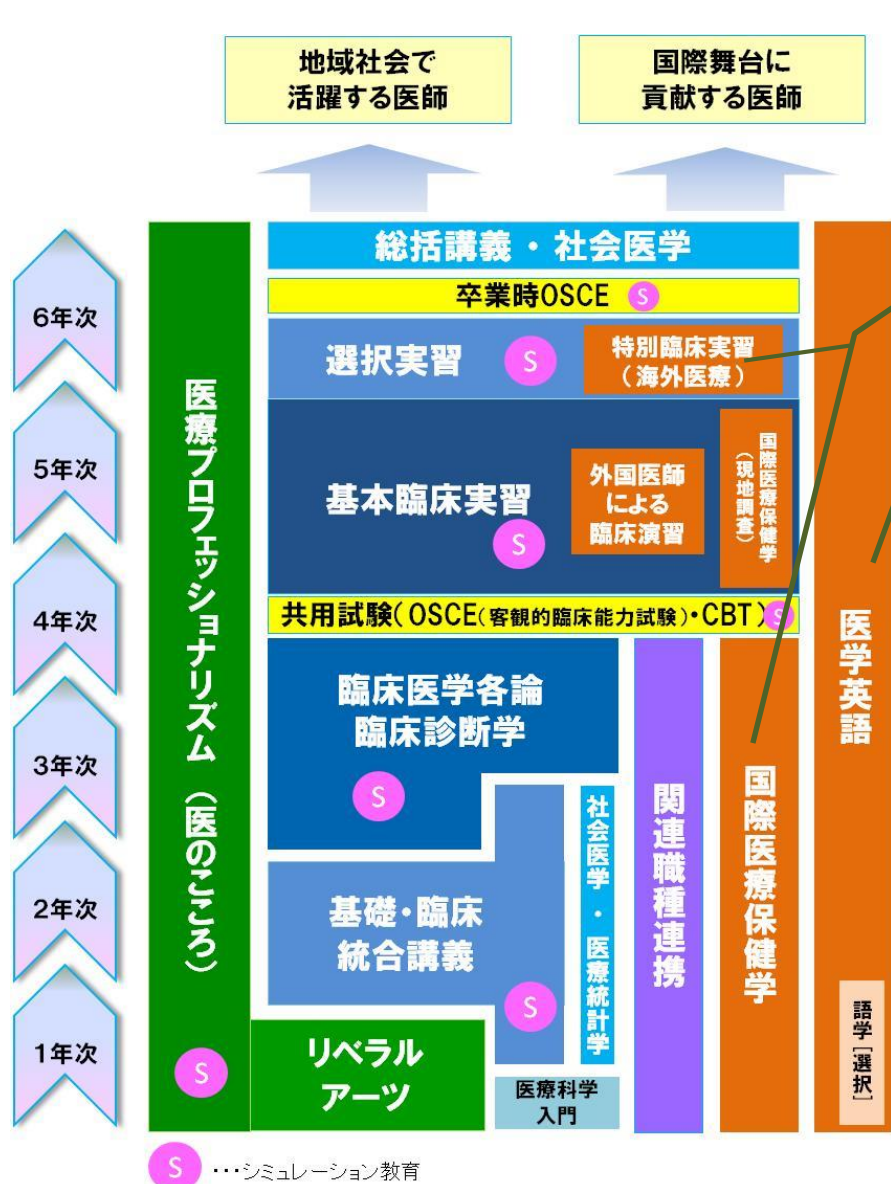 地域社会で
活躍する医師
国際舞台に
貢献する医師
6年次
5年次
4年次
3年次
2年次
1年次
医療プロフェッショナリズム（医のこころ）
S
総括講義・社会医学
卒業時OSCE S
選択実習 S
特別臨床実習
（海外医療）
基本臨床実習
S
外国医師
による
臨床演習
国際医療保健学
（現地調査）
共用試験（OSCE（客観的臨床能力試験）・CBT） S
臨床医学各論
臨床診断学
S
基礎・臨床
統合講義
S
社会医学・医療統計学
関連職種連携
国際医療保健学
医学英語
語学［選択］
リベラル
アーツ
医療科学
入門
S ・・・シミュレーション教育